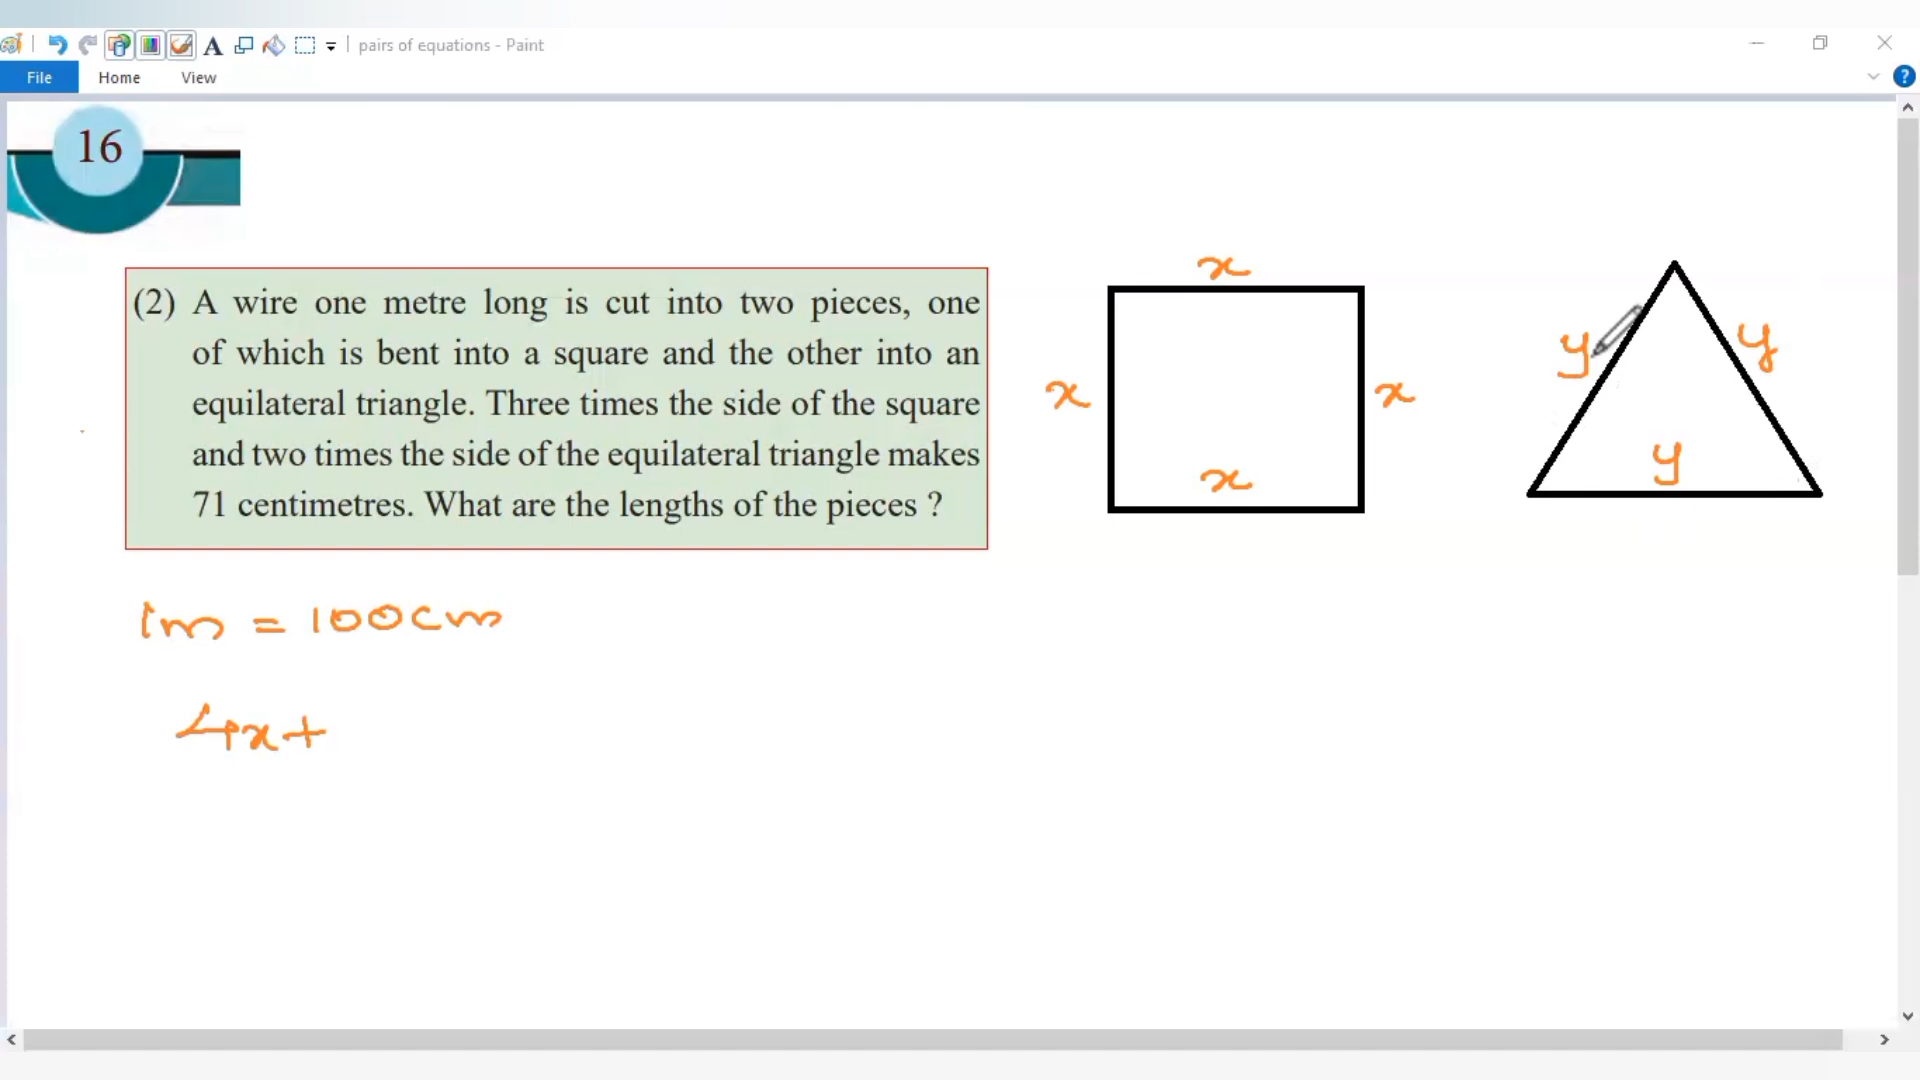 pairs of equations - Paint
File Home View
16
(2) A wire one metre long is cut into two pieces, one
of which is bent into a square and the other into an
equilateral triangle. Three times the side of the square
and two times the side of the equilateral triangle makes
71 centimetres. What are the lengths of the pieces ?
x
x
x
x
y
y
y
1m = 100cm
4x+